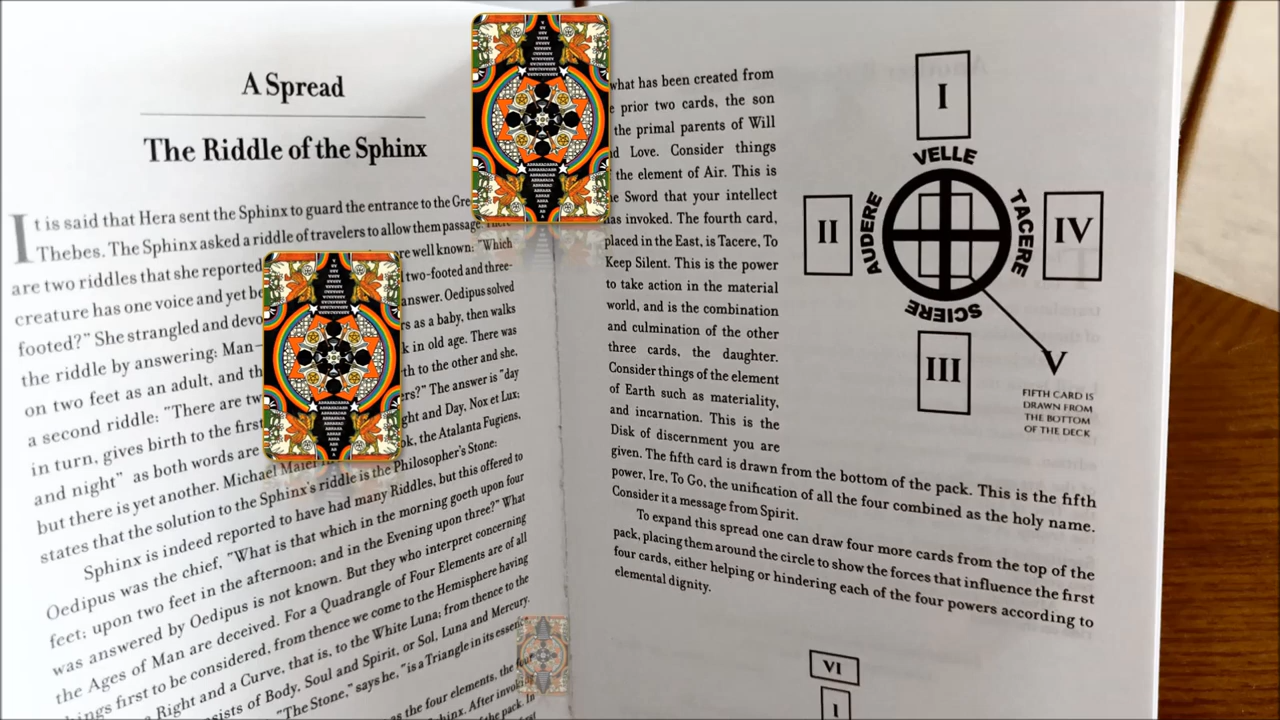 A Spread
The Riddle of the Sphinx
It is said that Hera sent the Sphinx to guard the entrance to the
Thebes. The Sphinx asked a riddle of travelers to allow them passage. There
are two riddles that she reported re well known: "Which
creature has one voice and yet two-footed and three-
footed?" She strangled and answer. Oedipus solved
the riddle by answering: Man— as a baby, then walks
on two feet as an adult, and in old age. There was
a second riddle: "There are to the other and she,
in turn, gives birth to the first The answer is "day
and night" as both words are and Day, Nox et Lux;
but there is yet another. Michael Maier the Atalanta Fugiens,
states that the solution to the Sphinx's riddle is the Philosopher's Stone:
Sphinx is indeed reported to have had many Riddles, but this offered to
Oedipus was the chief, "What is that which in the morning goeth upon four
feet; upon two feet in the afternoon; and in the Evening upon three?" What
was answered by Oedipus is not known. But they who interpret concerning
the Ages of Man are deceived. For a Quadrangle of Four Elements are of all
things first to be considered, from thence we come to the Hemisphere having
a Right and a Curve, that is, to the White Luna; from thence to the
of Body, Soul and Spirit, or Sol, Luna and Mercury.
"The Stone," says he, "is a Triangle in its
as the four elements, the four
After
of the pack. In
what has been created from
prior two cards, the son
the primal parents of Will
Love. Consider things
the element of Air. This is
Sword that your intellect
has invoked. The fourth card,
placed in the East, is Tacere, To
Keep Silent. This is the power
to take action in the material
world, and is the combination
and culmination of the other
three cards, the daughter.
Consider things of the element
of Earth such as materiality,
and incarnation. This is the
Disk of discernment you are
given. The fifth card is drawn from the bottom of the pack. This is the fifth
power, Ire, To Go, the unification of all the four combined as the holy name.
Consider it a message from Spirit.
To expand this spread one can draw four more cards from the top of the
pack, placing them around the circle to show the forces that influence the first
four cards, either helping or hindering each of the four powers according to
elemental dignity.
I
VELLE
II
AUDERE
TACERE
IV
SCIERE
III
V
FIFTH CARD IS
DRAWN FROM
THE BOTTOM
OF THE DECK
VI
I